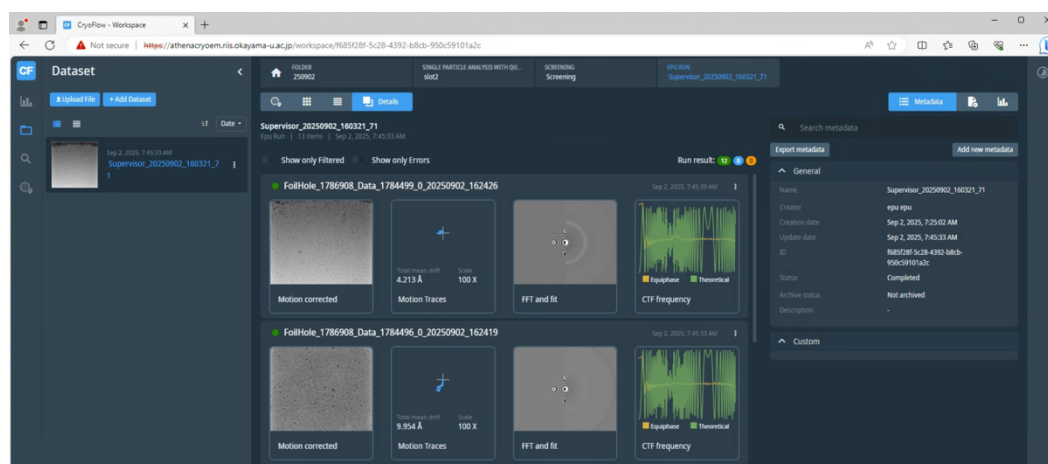 CryoFlow - Workspace
Not secure | https://athenacryoem.riis.okayama-u.ac.jp/workspace/f685f28f-5c28-4392-b8cb-950c59101a2c
CF
Dataset
Upload File
+ Add Dataset
Date
Sep 2, 2025, 7:45:33 AM
Supervisor_20250902_160321_7
1
FOLDER
250902
SINGLE PARTICLE ANALYSIS WITH QU...
slot2
SCREENING
Screening
EPU RUN
Supervisor_20250902_160321_71
Details
Supervisor_20250902_160321_71
Epu Run | 13 items | Sep 2, 2025, 7:45:33 AM
Show only Filtered
Show only Errors
Run result: 12 0 0
FoilHole_1786908_Data_1784499_0_20250902_162426
Sep 2, 2025, 7:45:39 AM
Total mean drift
4.213 Å
Scale
100 X
Equiphase
Theoretical
Motion corrected
Motion Traces
FFT and fit
CTF frequency
FoilHole_1786908_Data_1784496_0_20250902_162419
Sep 2, 2025, 7:45:33 AM
Total mean drift
9.954 Å
Scale
100 X
Equiphase
Theoretical
Motion corrected
Motion Traces
FFT and fit
CTF frequency
Metadata
Search metadata
Export metadata
Add new metadata
General
Name
Supervisor_20250902_160321_71
Creator
epu epu
Creation date
Sep 2, 2025, 7:25:02 AM
Update date
Sep 2, 2025, 7:45:33 AM
ID
f685f28f-5c28-4392-b8cb-
950c59101a2c
Status
Completed
Archive status
Not archived
Description
-
Custom